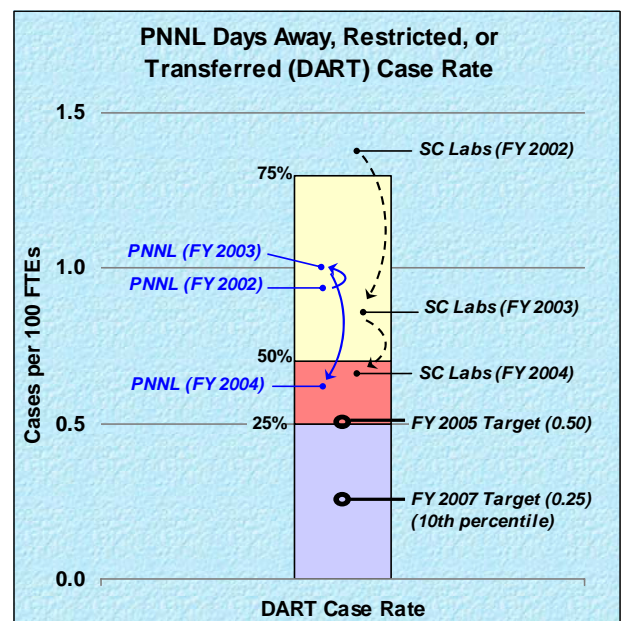 PNNL Days Away, Restricted, or
Transferred (DART) Case Rate
1.5
SC Labs (FY 2002)
75%
PNNL (FY 2003)
1.0
PNNL (FY 2002)
SC Labs (FY 2003)
50%
SC Labs (FY 2004)
PNNL (FY 2004)
Cases per 100 FTEs
0.5
25%
FY 2005 Target (0.50)
FY 2007 Target (0.25)
(10th percentile)
0.0
DART Case Rate